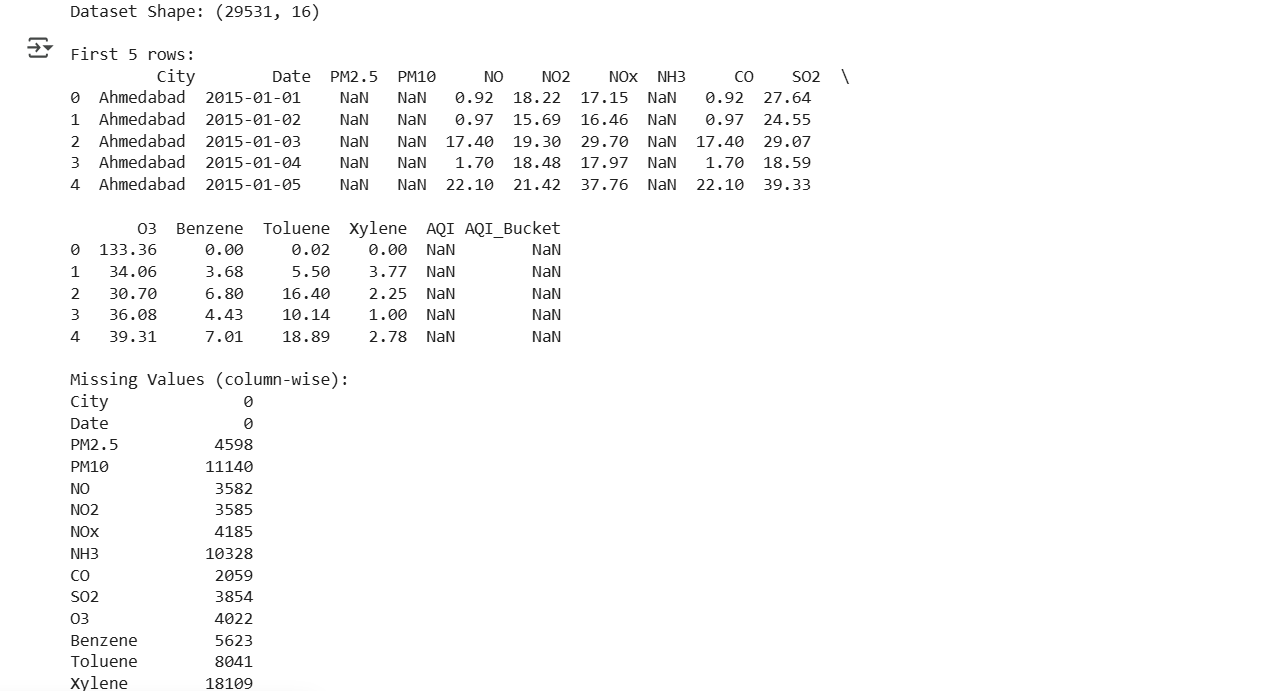 Dataset Shape: (29531, 16)
First 5 rows:
City Date PM2.5 PM10 NO NO2 NOx NH3 CO SO2 \
0 Ahmedabad 2015-01-01 NaN NaN 0.92 18.22 17.15 NaN 0.92 27.64
1 Ahmedabad 2015-01-02 NaN NaN 0.97 15.69 16.46 NaN 0.97 24.55
2 Ahmedabad 2015-01-03 NaN NaN 17.40 19.30 29.70 NaN 17.40 29.07
3 Ahmedabad 2015-01-04 NaN NaN 1.70 18.48 17.97 NaN 1.70 18.59
4 Ahmedabad 2015-01-05 NaN NaN 22.10 21.42 37.76 NaN 22.10 39.33
O3 Benzene Toluene Xylene AQI AQI_Bucket
0 133.36 0.00 0.02 0.00 NaN NaN
1 34.06 3.68 5.50 3.77 NaN NaN
2 30.70 6.80 16.40 2.25 NaN NaN
3 36.08 4.43 10.14 1.00 NaN NaN
4 39.31 7.01 18.89 2.78 NaN NaN
Missing Values (column-wise):
City 0
Date 0
PM2.5 4598
PM10 11140
NO 3582
NO2 3585
NOx 4185
NH3 10328
CO 2059
SO2 3854
O3 4022
Benzene 5623
Toluene 8041
Xylene 18109